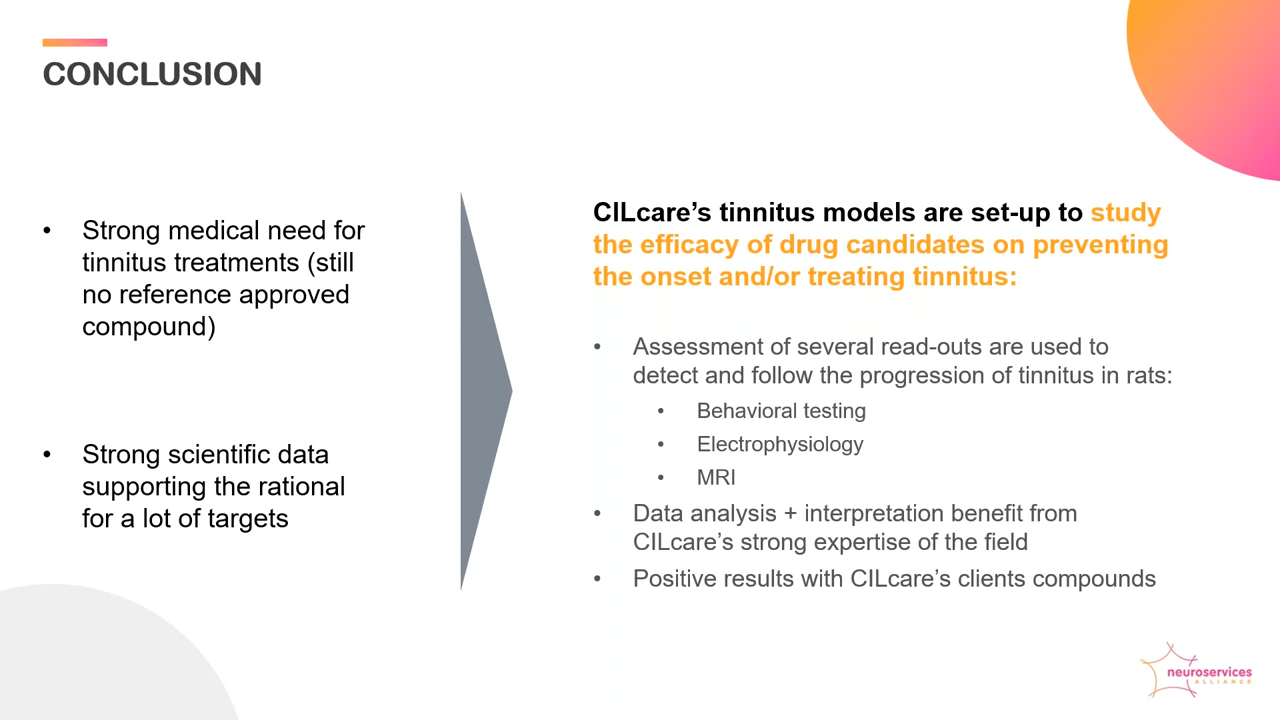 CONCLUSION
• Strong medical need for
tinnitus treatments (still
no reference approved
compound)
• Strong scientific data
supporting the rational
for a lot of targets
CILcare’s tinnitus models are set-up to study
the efficacy of drug candidates on preventing
the onset and/or treating tinnitus:
• Assessment of several read-outs are used to
detect and follow the progression of tinnitus in rats:
• Behavioral testing
• Electrophysiology
• MRI
• Data analysis + interpretation benefit from
CILcare’s strong expertise of the field
• Positive results with CILcare’s clients compounds
neuroservices
ALLIANCE